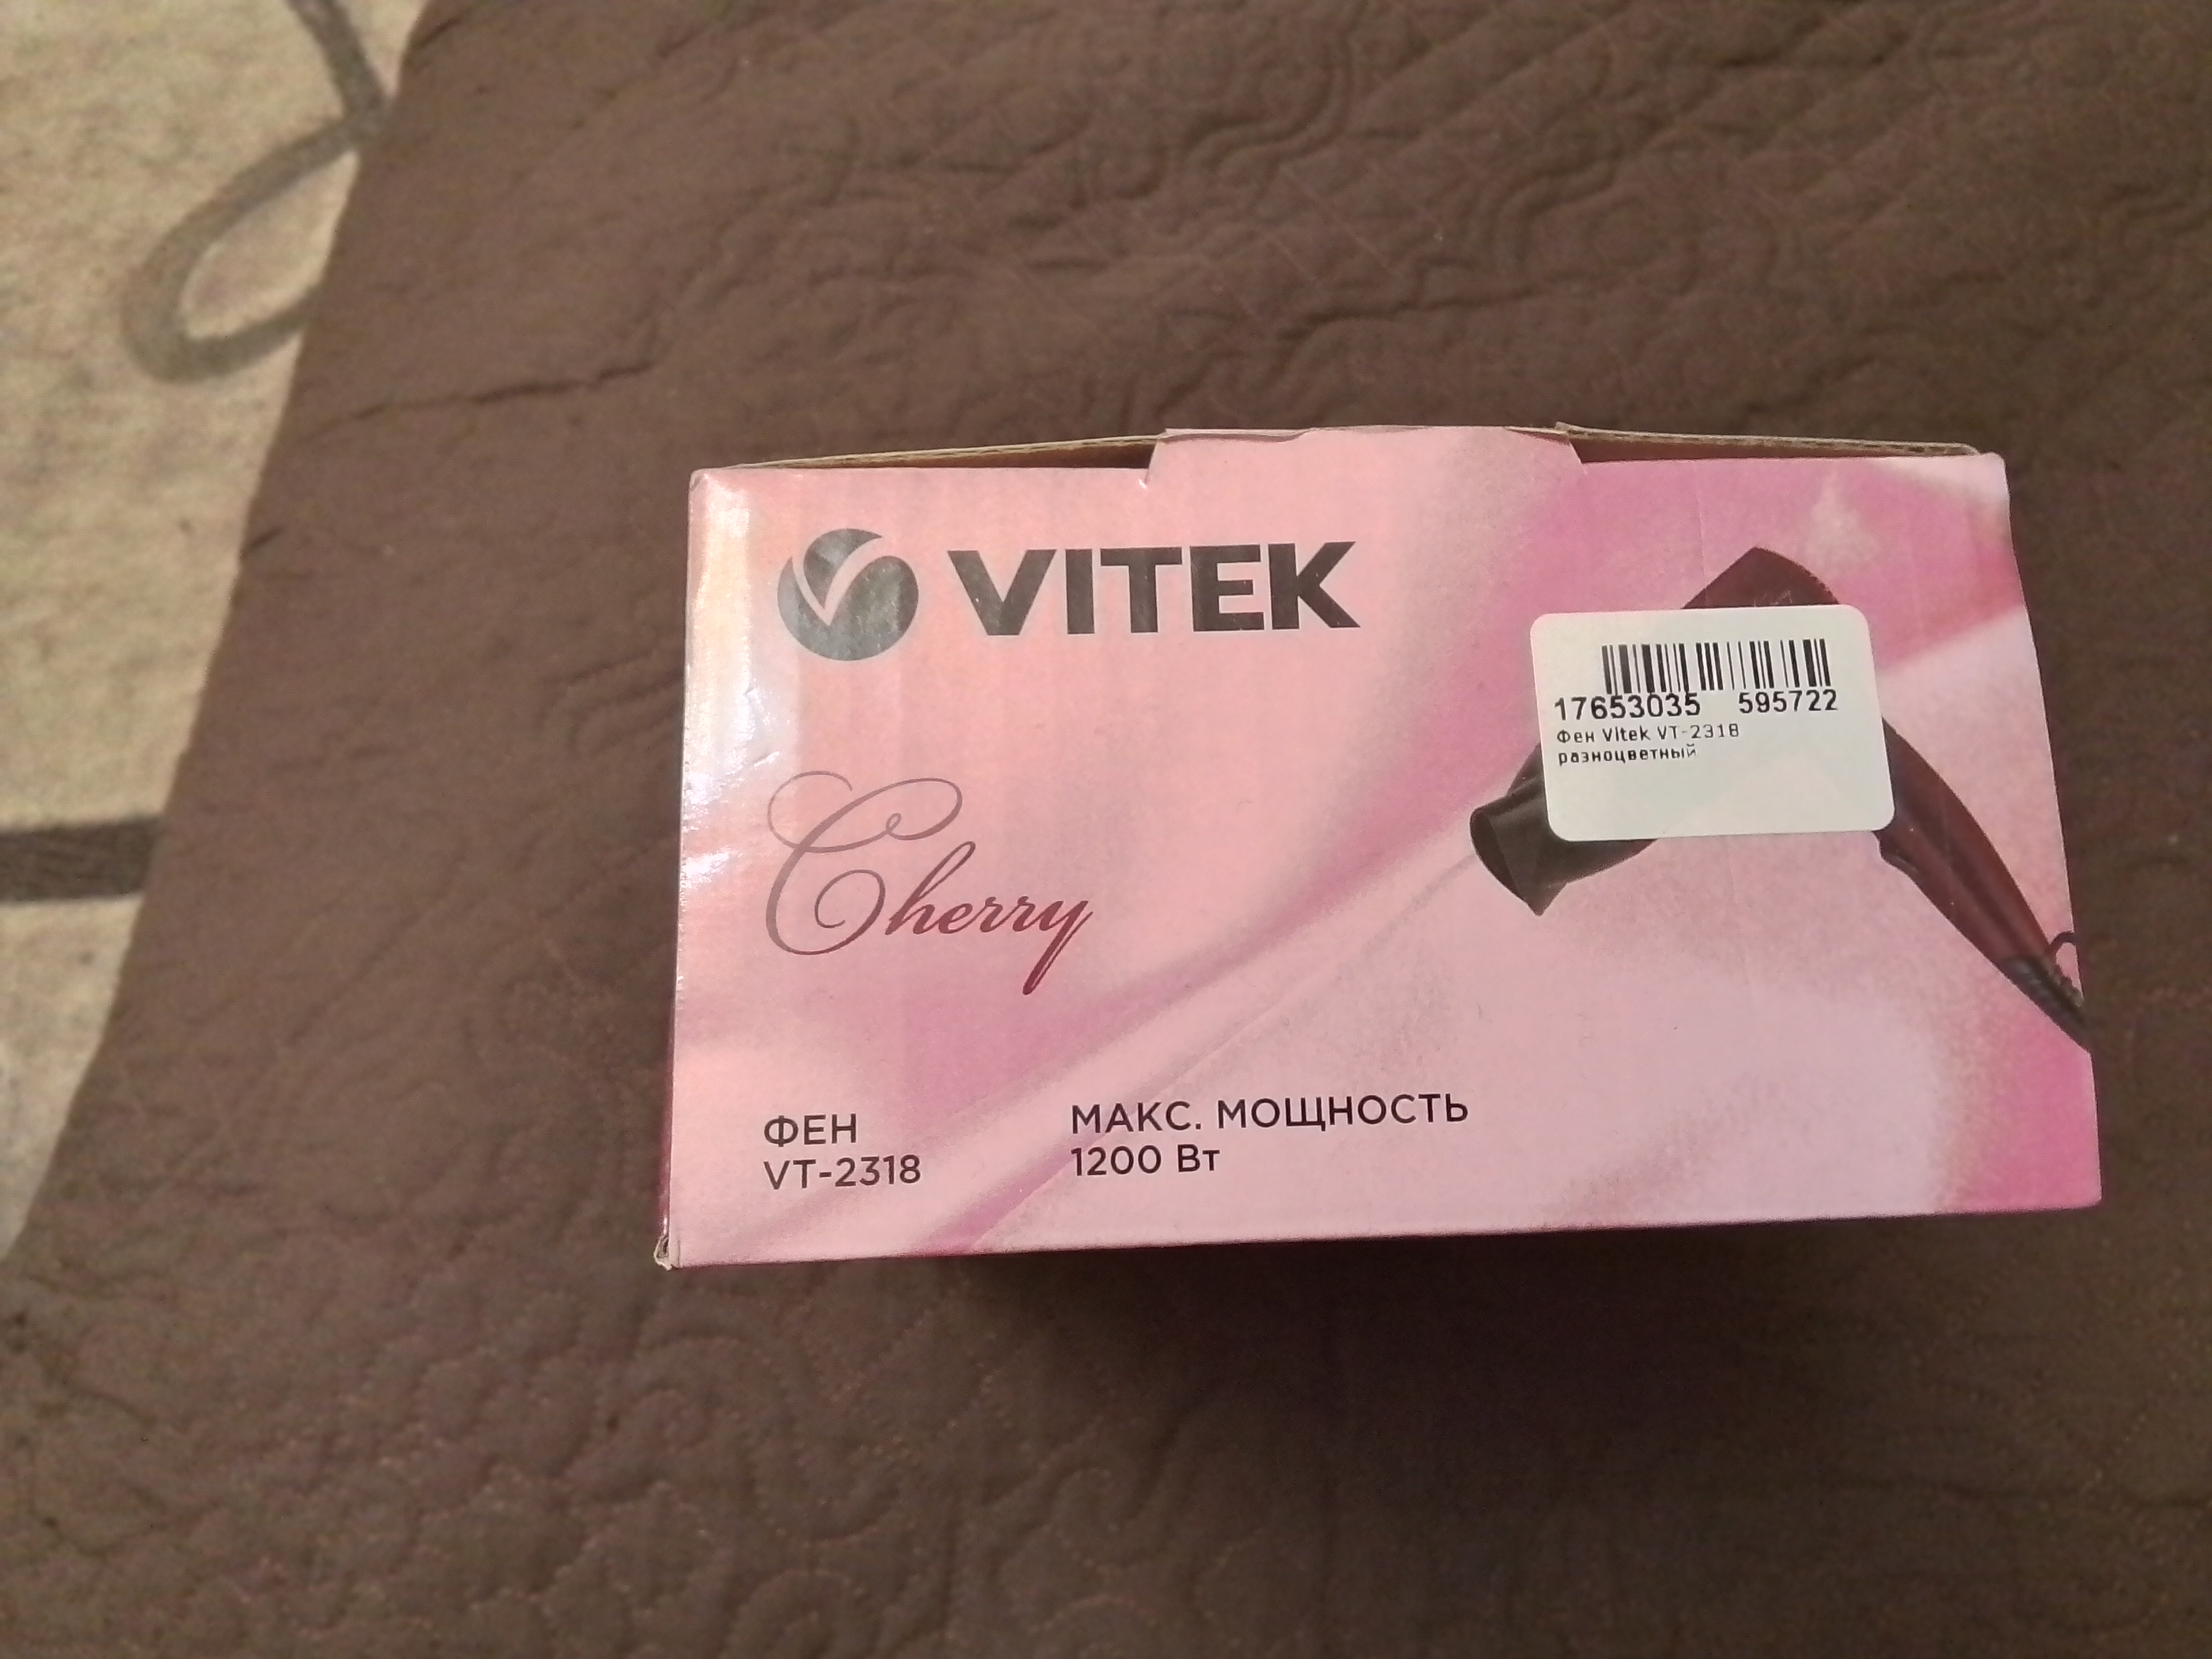 VITEK
17653035 595722
Фен Vitek VT-2318
разноцветный
Cherry
ФЕН
VT-2318
МАКС. МОЩНОСТЬ
1200 Вт